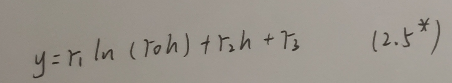 y = r₁ ln (r₀h) + r₂h + r₃ (2.5*)